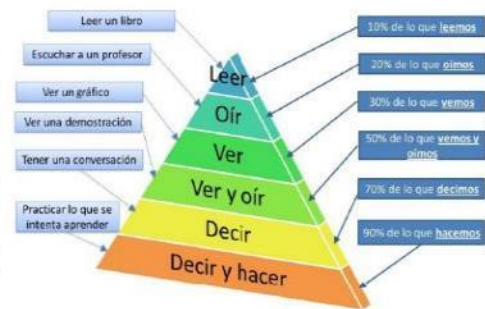 Leer un libro
Escuchar a un profesor
Ver un gráfico
Ver una demostración
Tener una conversación
Practicar lo que se
intenta aprender
Leer
Oír
Ver
Ver y oír
Decir
Decir y hacer
10% de lo que leemos
20% de lo que oimos
30% de lo que vemos
50% de lo que vemos y
oímos
70% de lo que decimos
90% de lo que hacemos